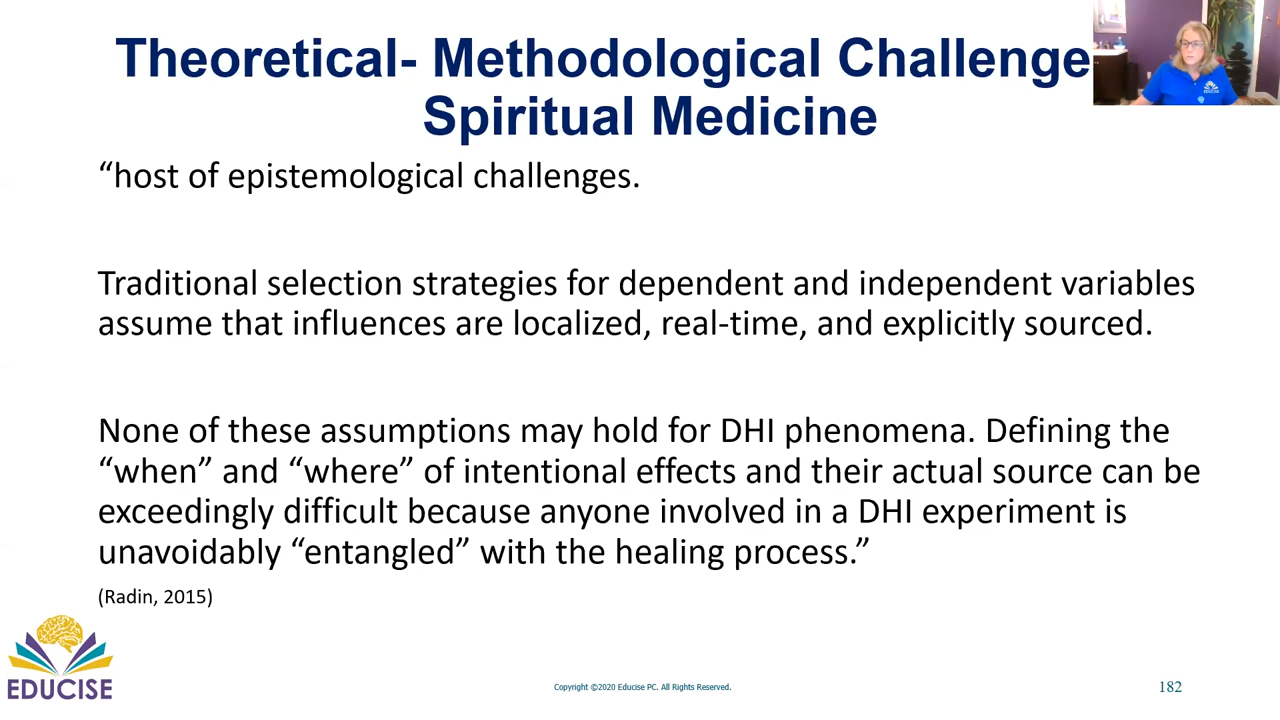 Theoretical- Methodological Challenge
Spiritual Medicine
“host of epistemological challenges.
Traditional selection strategies for dependent and independent variables
assume that influences are localized, real-time, and explicitly sourced.
None of these assumptions may hold for DHI phenomena. Defining the
“when” and “where” of intentional effects and their actual source can be
exceedingly difficult because anyone involved in a DHI experiment is
unavoidably “entangled” with the healing process.”
(Radin, 2015)
EDUCISE
Copyright ©2020 Educise PC. All Rights Reserved.
182
EDUCISE